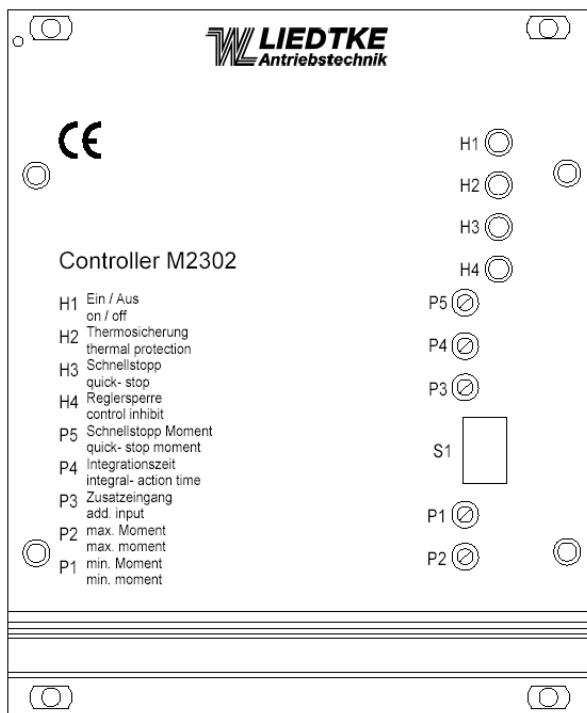 LIEDTKE
Antriebstechnik
CE
H1
H2
H3
H4
Controller M2302
H1 Ein / Aus
on / off
H2 Thermosicherung
thermal protection
H3 Schnellstopp
quick- stop
H4 Reglersperre
control inhibit
P5 Schnellstopp Moment
quick- stop moment
P4 Integrationszeit
integral- action time
P3 Zusatzeingang
add. input
P2 max. Moment
max. moment
P1 min. Moment
min. moment
P5
P4
P3
S1
P1
P2